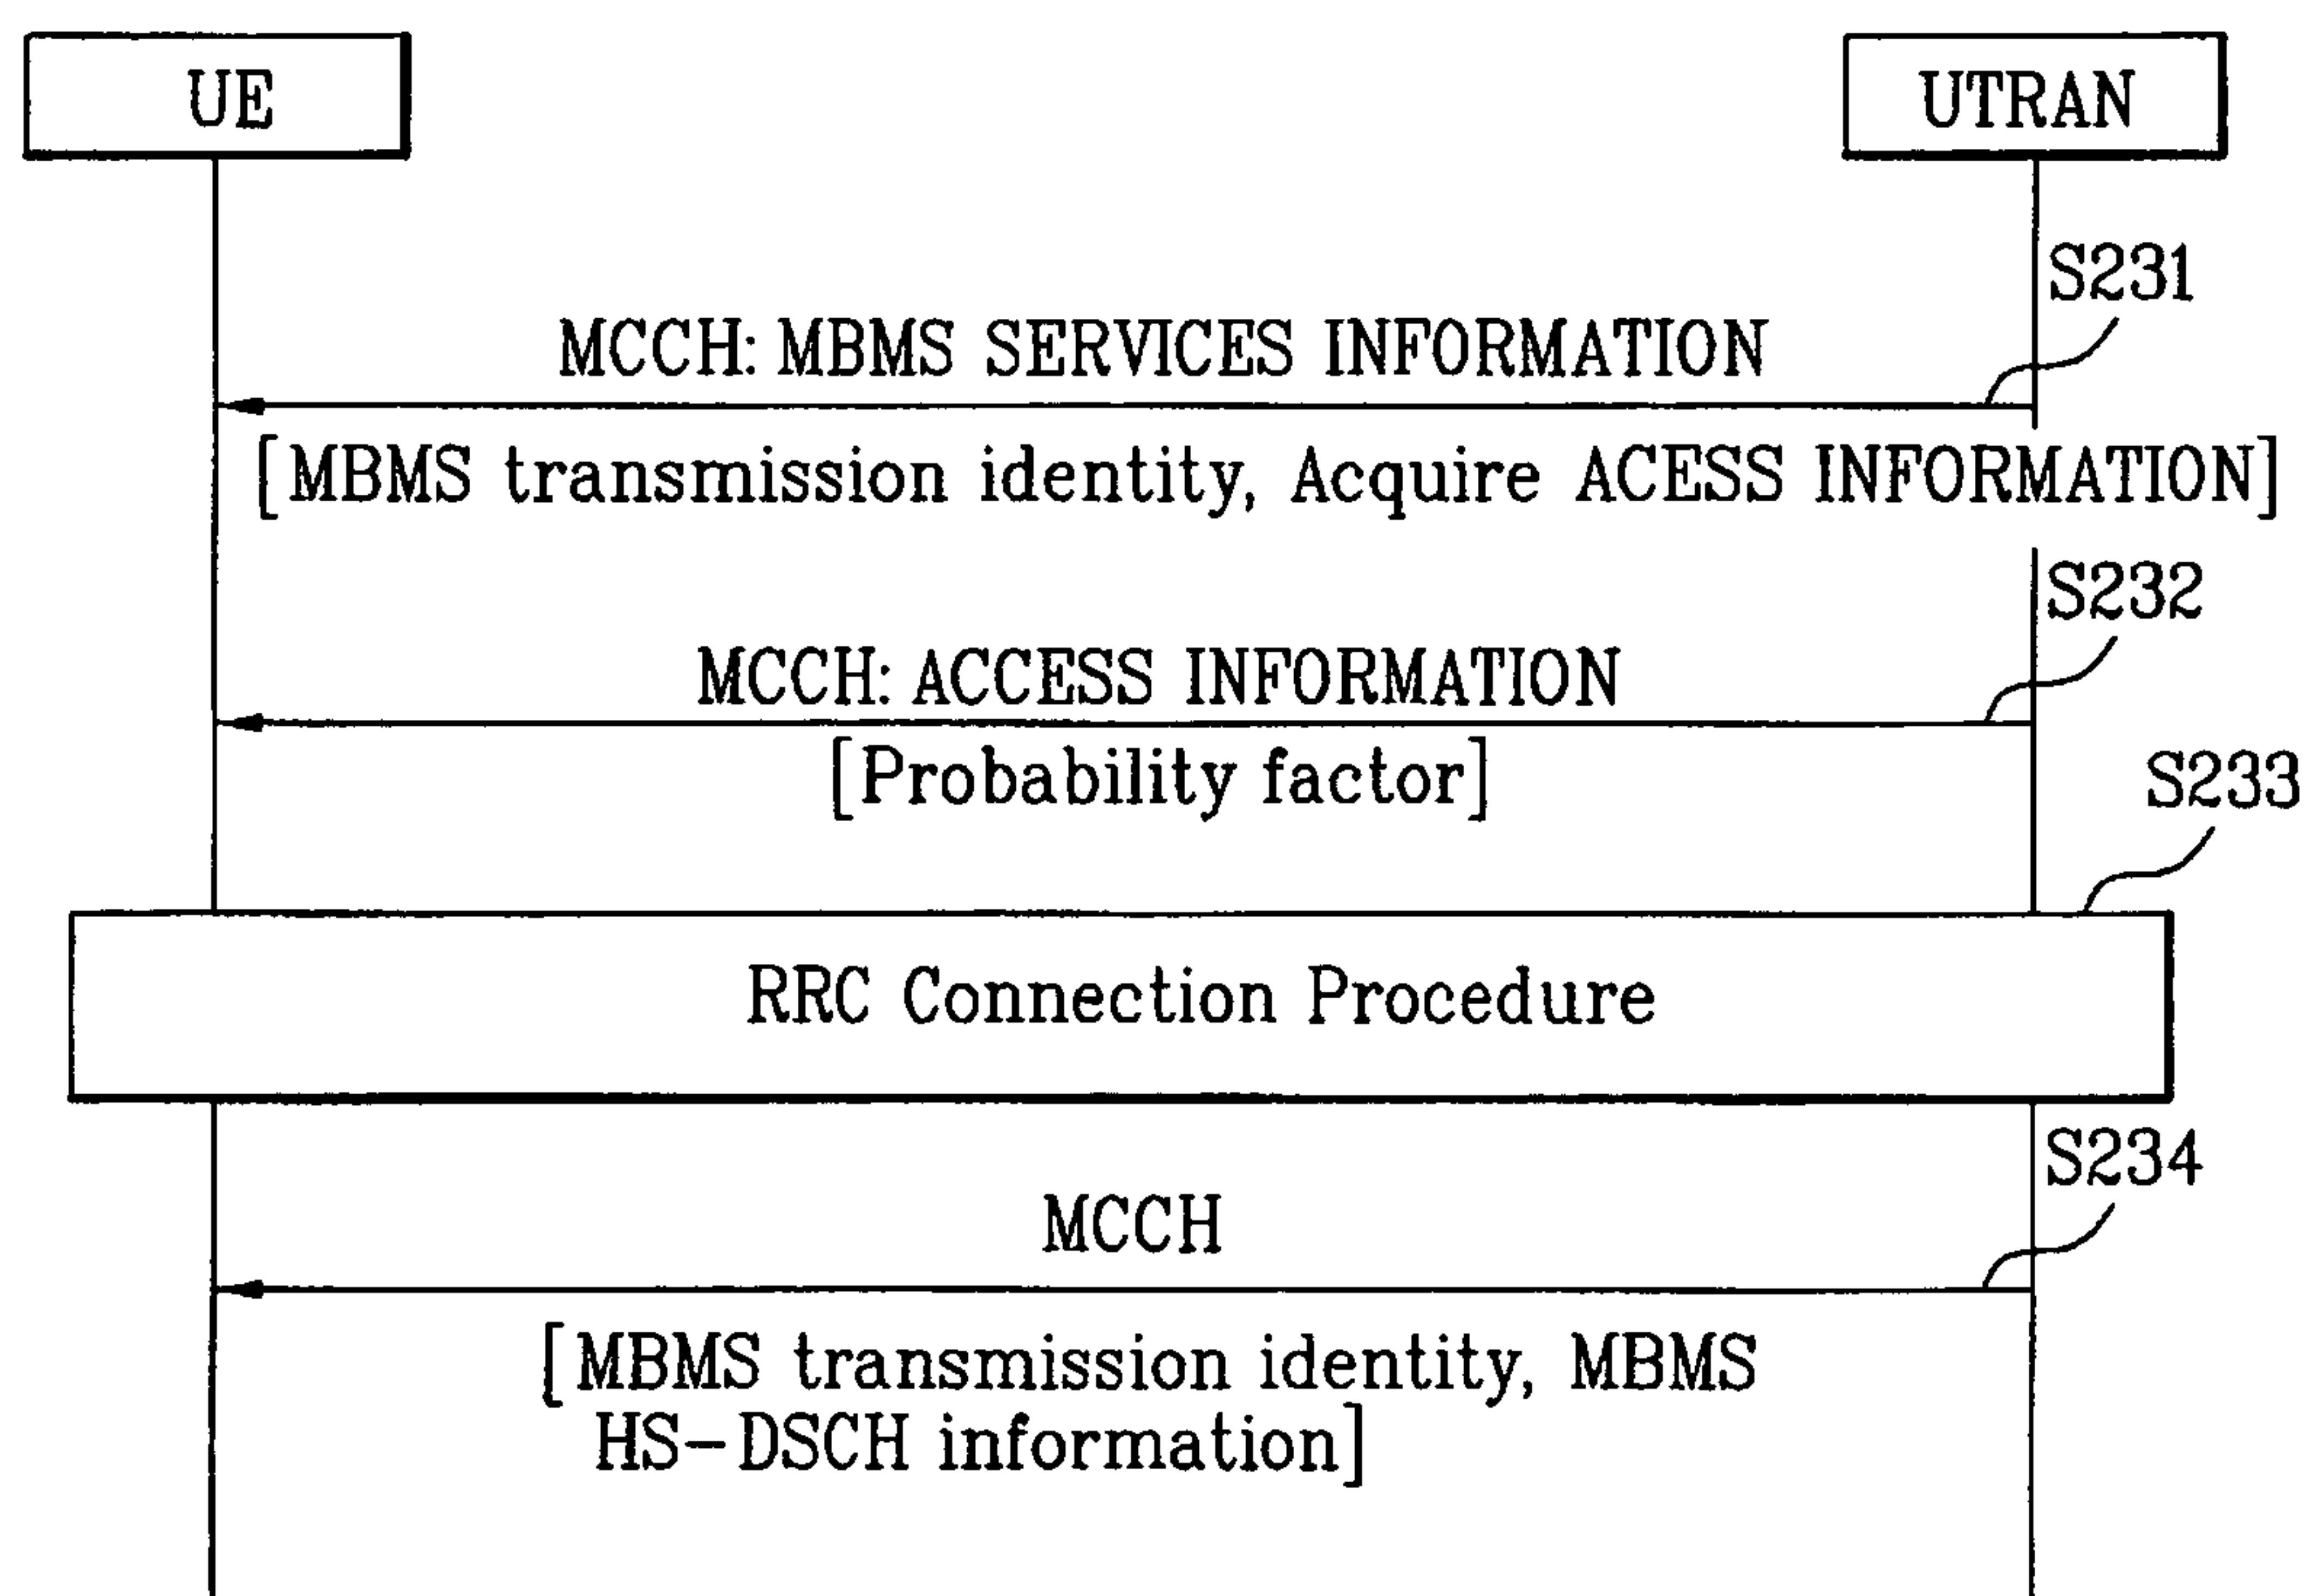 UE
UTRAN
S231
MCCH: MBMS SERVICES INFORMATION
[MBMS transmission identity, Acquire ACESS INFORMATION]
S232
MCCH: ACCESS INFORMATION
[Probability factor]
S233
RRC Connection Procedure
S234
MCCH
[MBMS transmission identity, MBMS
HS-DSCH information]